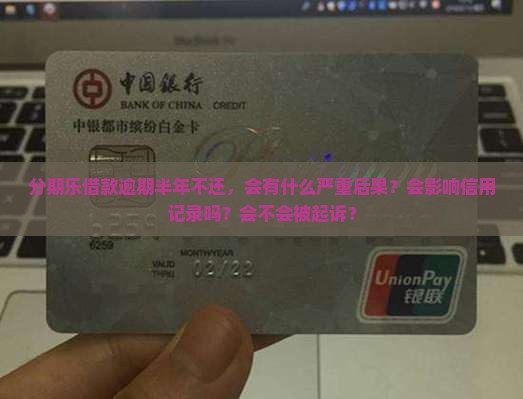 中国银行
BANK OF CHINA CREDIT
中银都市缤纷白金卡
分期乐借款逾期半年不还，会有什么严重后果？会影响信用
记录吗？会不会被起诉？
6259
MONTH/YEAR
VALID
THRU
02/22
UnionPay
银联